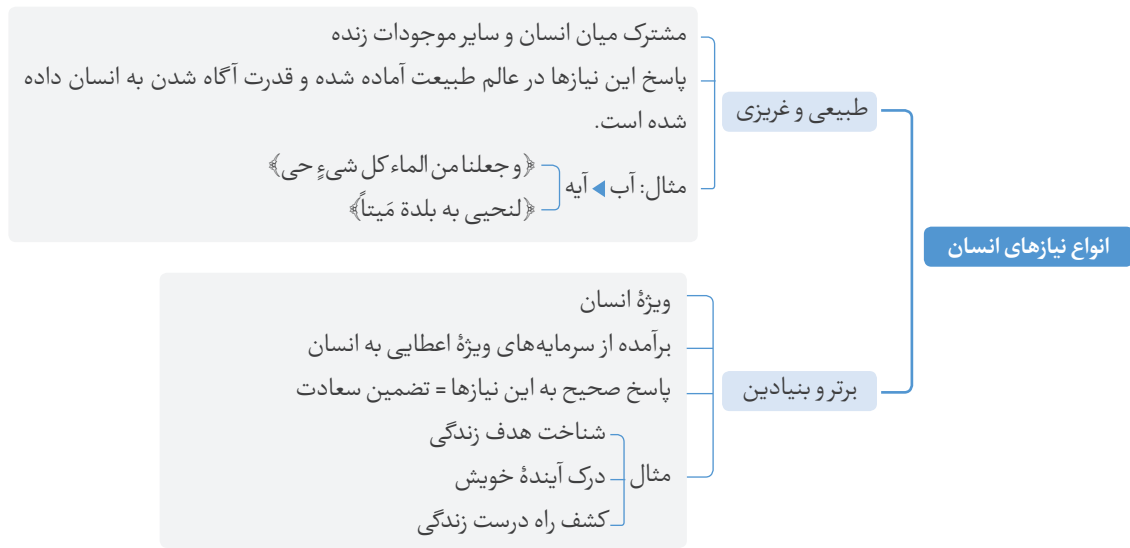 انواع نیازهای انسان
طبیعی و غریزی
مشترک میان انسان و سایر موجودات زنده
پاسخ این نیازها در عالم طبیعت آماده شده و قدرت آگاه شدن به انسان داده
شده است.
مثال: آب ◀ آیه
﴿و جعلنا من الماء کل شیءٍ حی﴾
﴿لنحیی به بلدة مَیتاً﴾
برتر و بنیادین
ویژهٔ انسان
برآمده از سرمایه‌های ویژهٔ اعطایی به انسان
پاسخ صحیح به این نیازها = تضمین سعادت
مثال
شناخت هدف زندگی
درک آیندهٔ خویش
کشف راه درست زندگی